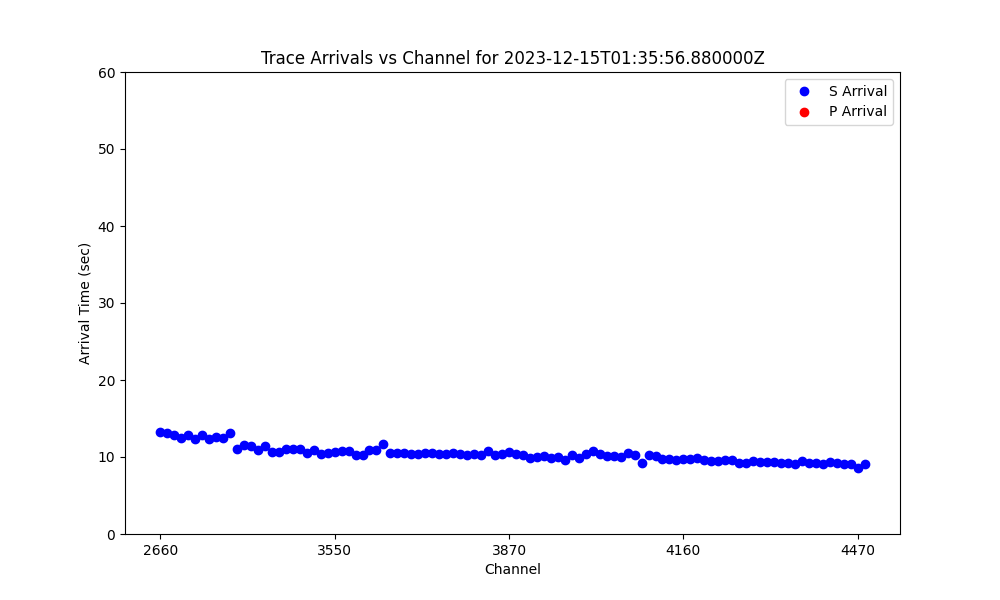 Trace Arrivals vs Channel for 2023-12-15T01:35:56.880000Z
S Arrival
P Arrival
60
50
40
30
20
10
0
Arrival Time (sec)
2660 3550 3870 4160 4470
Channel